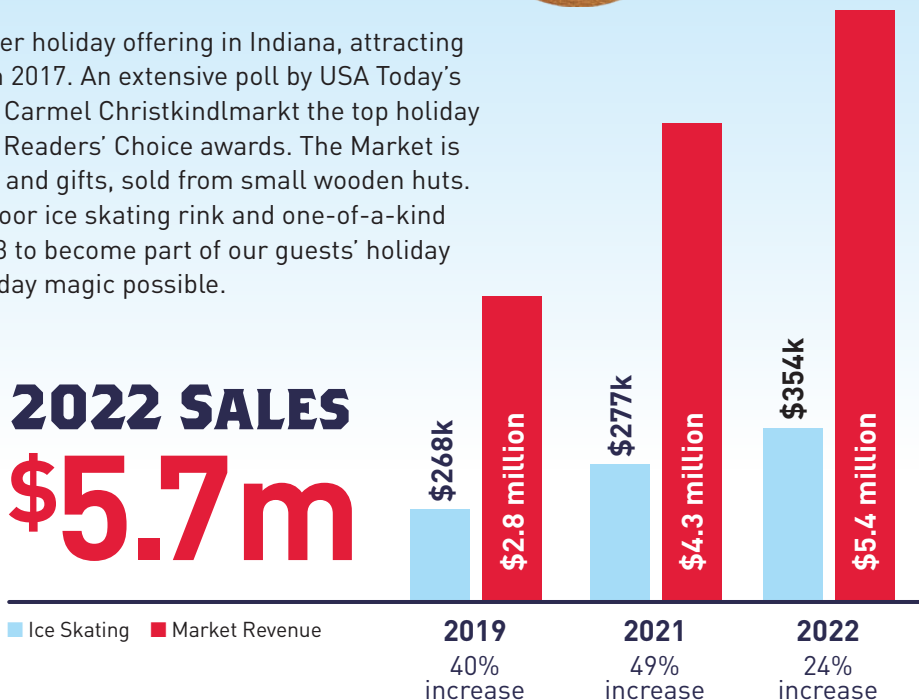 er holiday offering in Indiana, attracting
2017. An extensive poll by USA Today's
Carmel Christkindlmarkt the top holiday
Readers' Choice awards. The Market is
and gifts, sold from small wooden huts.
oor ice skating rink and one-of-a-kind
to become part of our guests' holiday
day magic possible.
2022 SALES
$5.7m
$268k
$2.8 million
$277k
$4.3 million
$354k
$5.4 million
Ice Skating Market Revenue
2019 2021 2022
40% 49% 24%
increase increase increase